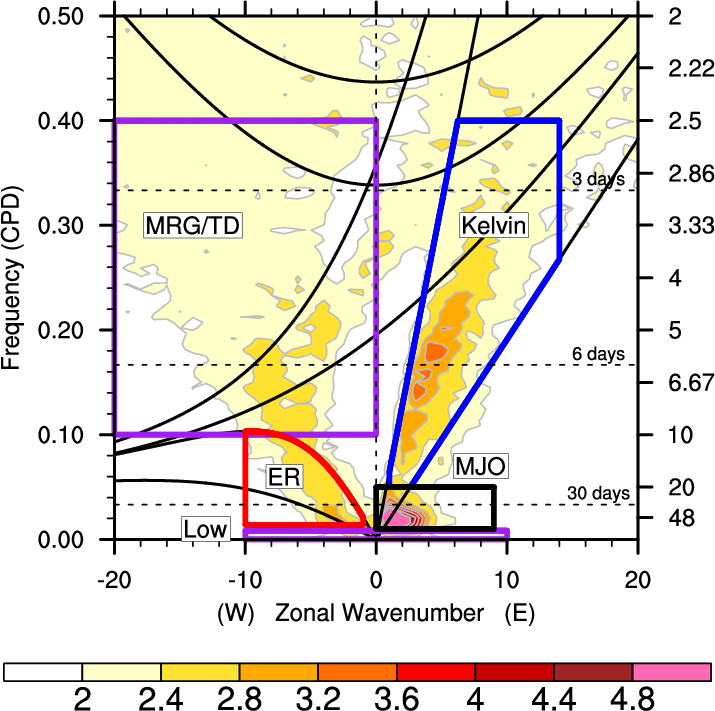 0.50
0.40
0.30
0.20
0.10
0.00
Frequency (CPD)
2
2.22
2.5
2.86
3.33
4
5
6.67
10
20
48
3 days
MRG/TD
Kelvin
6 days
MJO
ER
30 days
Low
-20 -10 0 10 20
(W) Zonal Wavenumber (E)
2 2.4 2.8 3.2 3.6 4 4.4 4.8